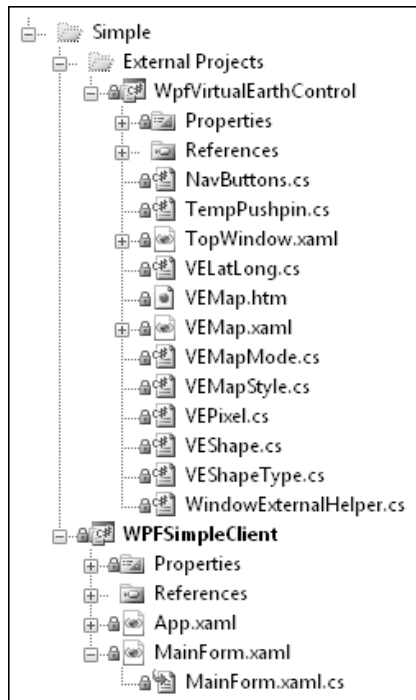 Simple
External Projects
WpfVirtualEarthControl
Properties
References
NavButtons.cs
TempPushpin.cs
TopWindow.xaml
VELatLong.cs
VEMap.htm
VEMap.xaml
VEMapMode.cs
VEMapStyle.cs
VEPixel.cs
VEShape.cs
VEShapeType.cs
WindowExternalHelper.cs
WPFSimpleClient
Properties
References
App.xaml
MainForm.xaml
MainForm.xaml.cs